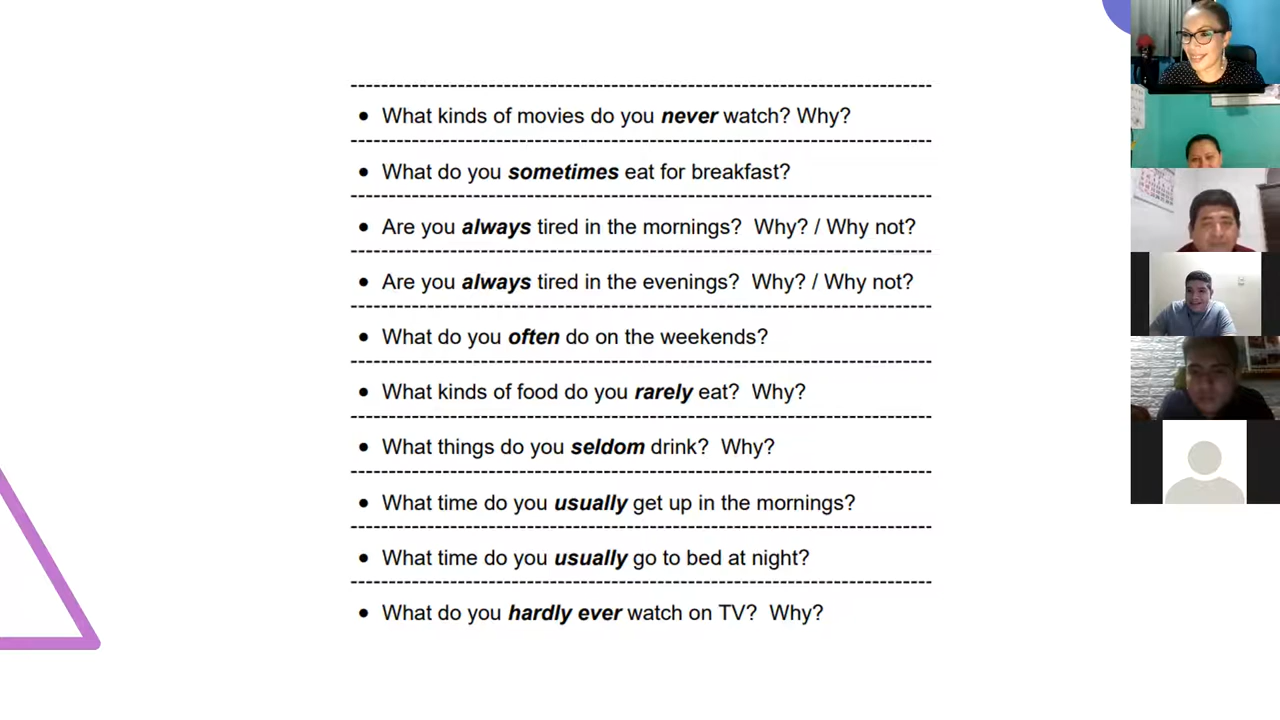 • What kinds of movies do you never watch? Why?
• What do you sometimes eat for breakfast?
• Are you always tired in the mornings? Why? / Why not?
• Are you always tired in the evenings? Why? / Why not?
• What do you often do on the weekends?
• What kinds of food do you rarely eat? Why?
• What things do you seldom drink? Why?
• What time do you usually get up in the mornings?
• What time do you usually go to bed at night?
• What do you hardly ever watch on TV? Why?